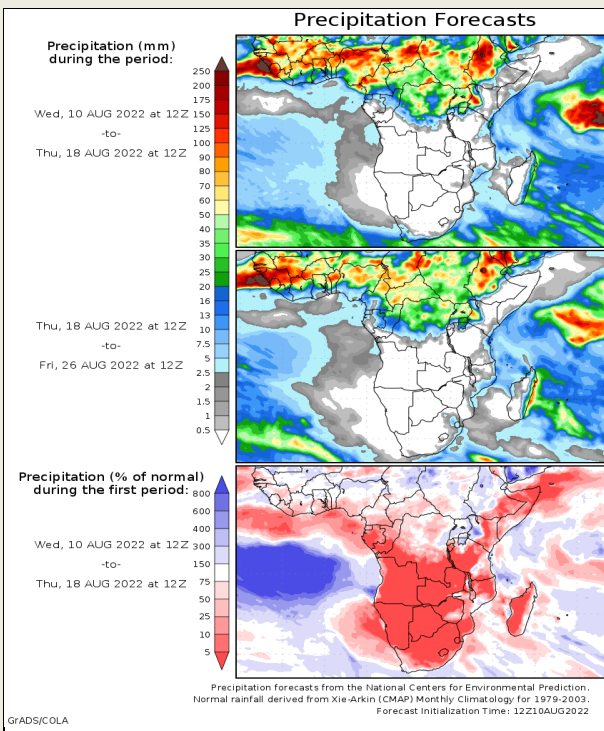 Precipitation Forecasts
Precipitation (mm)
during the period:
Wed, 10 AUG 2022 at 12Z
-to-
Thu, 18 AUG 2022 at 12Z
250
200
175
150
125
100
90
80
70
60
50
40
35
30
25
20
16
13
10
7.5
5
2.5
2
1.5
1
0.5
Thu, 18 AUG 2022 at 12Z
-to-
Fri, 26 AUG 2022 at 12Z
Precipitation (% of normal)
during the first period:
Wed, 10 AUG 2022 at 12Z
-to-
Thu, 18 AUG 2022 at 12Z
800
600
400
300
150
75
50
25
10
5
Precipitation forecasts from the National Centers for Environmental Prediction.
Normal rainfall derived from Xie-Arkin (CMAP) Monthly Climatology for 1979-2003.
Forecast Initialization Time: 12Z10AUG2022
GrADS/COLA